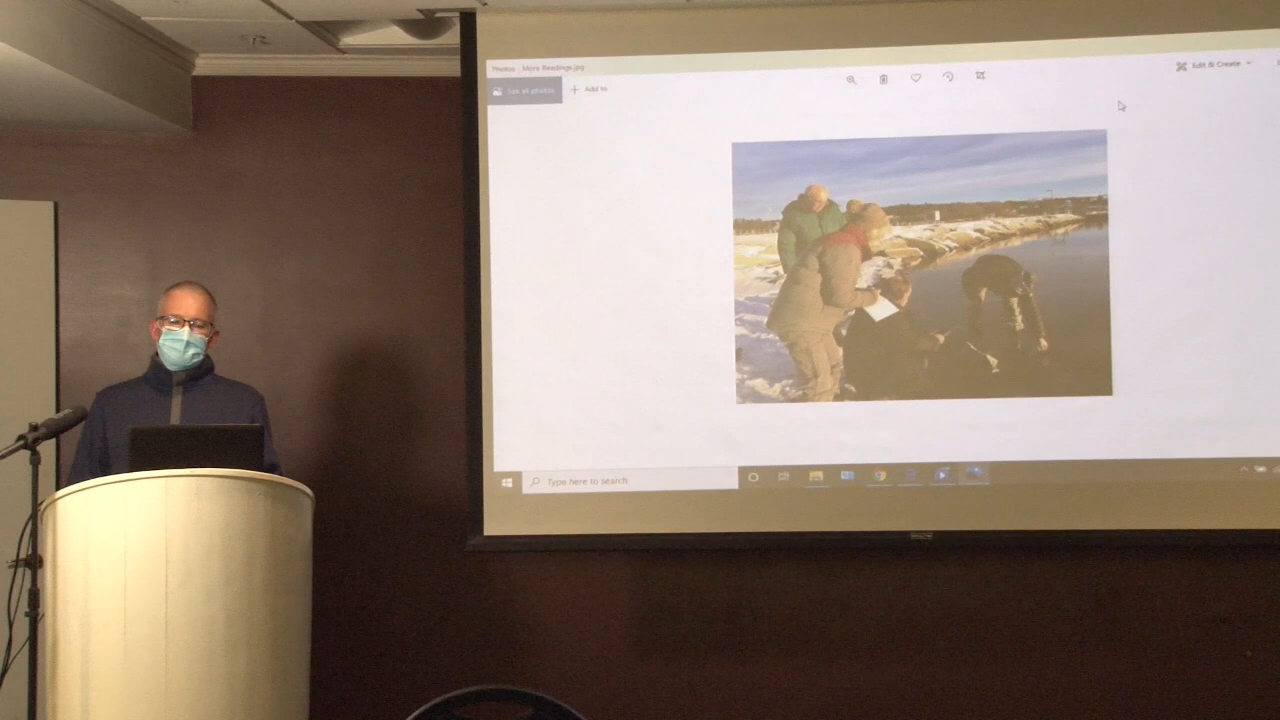 Photos - More Readings.jpg
See all photos
Add to
Edit & Create
Type here to search